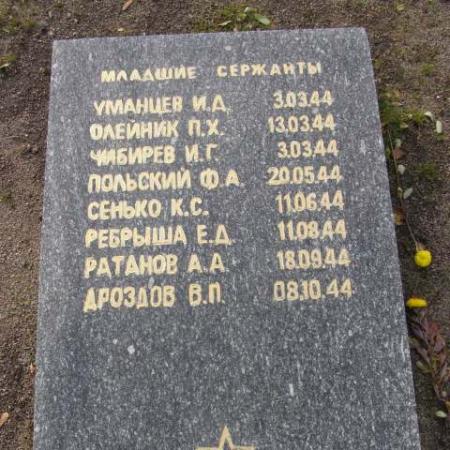 МЛАДШИЕ СЕРЖАНТЫ
УМАНЦЕВ И.Д. 3.03.44
ОЛЕЙНИК П.Х. 13.03.44
ЧИБИРЕВ И.Г. 3.03.44
ПОЛЬСКИЙ Ф.А. 20.05.44
СЕНЬКО К.С. 11.06.44
РЕБРЫША Е.Д. 11.08.44
РАТАНОВ А.А. 18.09.44
ДРОЗДОВ В.П. 08.10.44